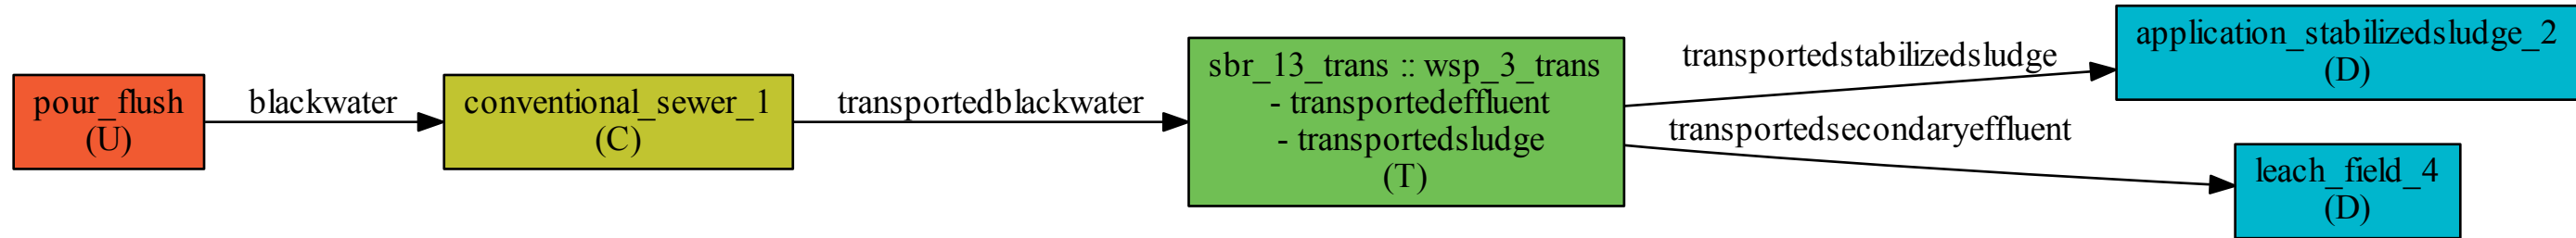 pour_flush
(U)
blackwater
conventional_sewer_1
(C)
transportedblackwater
sbr_13_trans :: wsp_3_trans
- transportedeffluent
- transportedsludge
(T)
transportedstabilizedsludge
transportedsecondaryeffluent
application_stabilizedsludge_2
(D)
leach_field_4
(D)